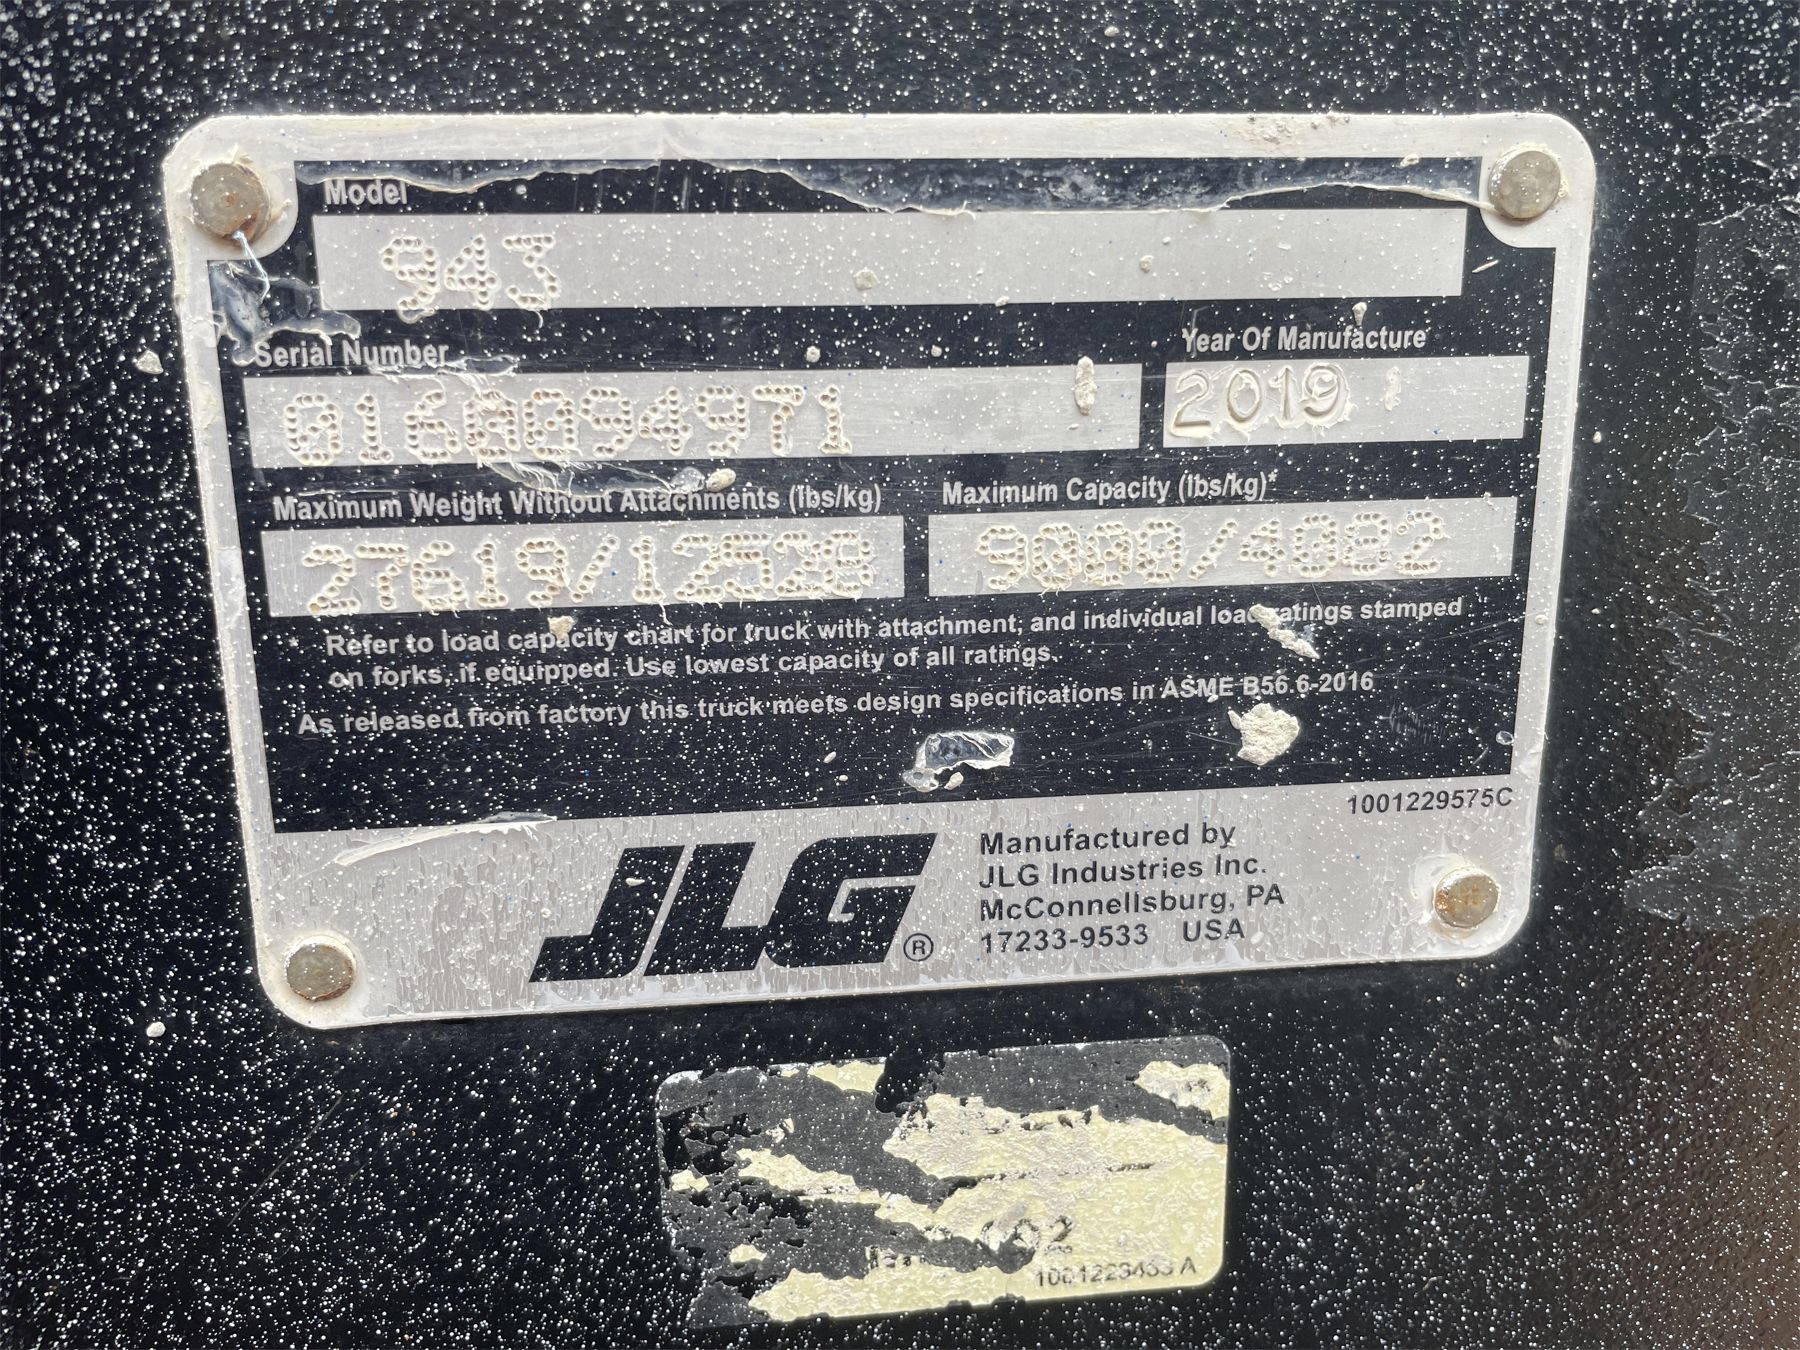 Model
943
Serial Number
0160094971
Year Of Manufacture
2019
Maximum Weight Without Attachments (lbs/kg)
27619/12528
Maximum Capacity (lbs/kg)*
9000/4082
* Refer to load capacity chart for truck with attachment, and individual load ratings stamped
on forks, if equipped. Use lowest capacity of all ratings.
As released from factory this truck meets design specifications in ASME B56.6-2016
1001229575C
JLG®
Manufactured by
JLG Industries Inc.
McConnellsburg, PA
17233-9533 USA